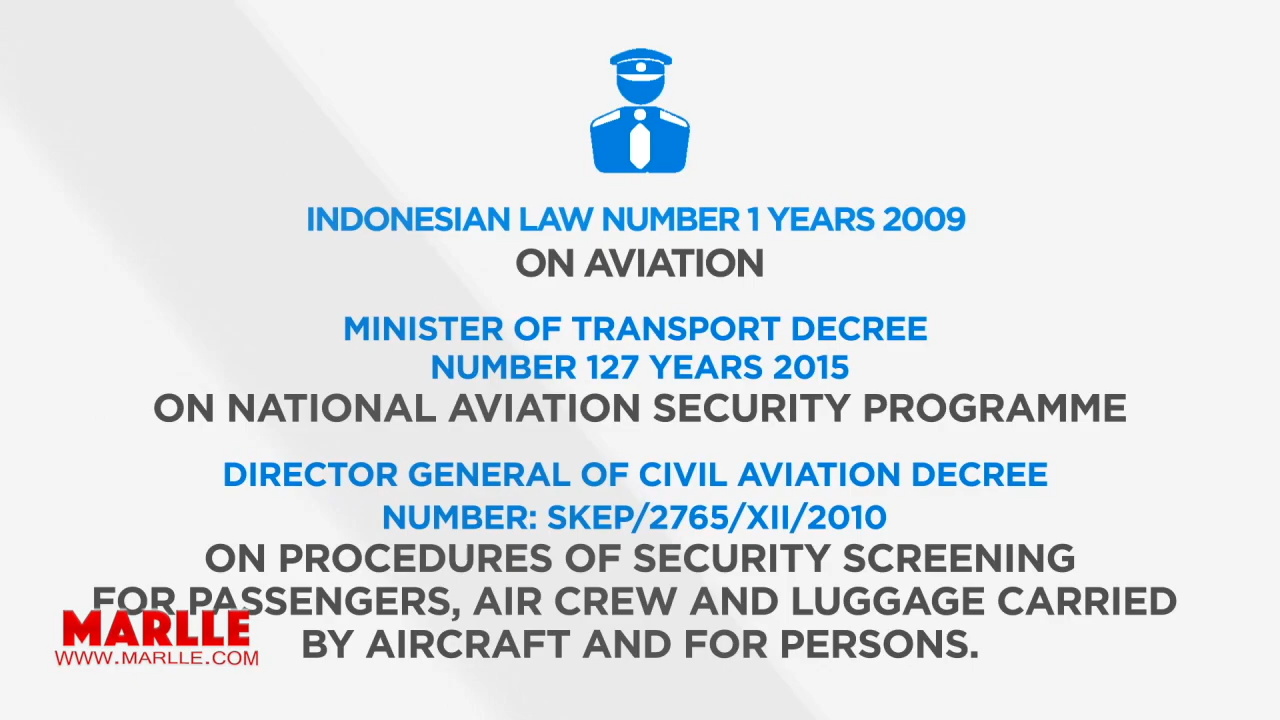 INDONESIAN LAW NUMBER 1 YEARS 2009
ON AVIATION
MINISTER OF TRANSPORT DECREE
NUMBER 127 YEARS 2015
ON NATIONAL AVIATION SECURITY PROGRAMME
DIRECTOR GENERAL OF CIVIL AVIATION DECREE
NUMBER: SKEP/2765/XII/2010
ON PROCEDURES OF SECURITY SCREENING
FOR PASSENGERS, AIR CREW AND LUGGAGE CARRIED
BY AIRCRAFT AND FOR PERSONS.
MARLLE
WWW.MARLLE.COM